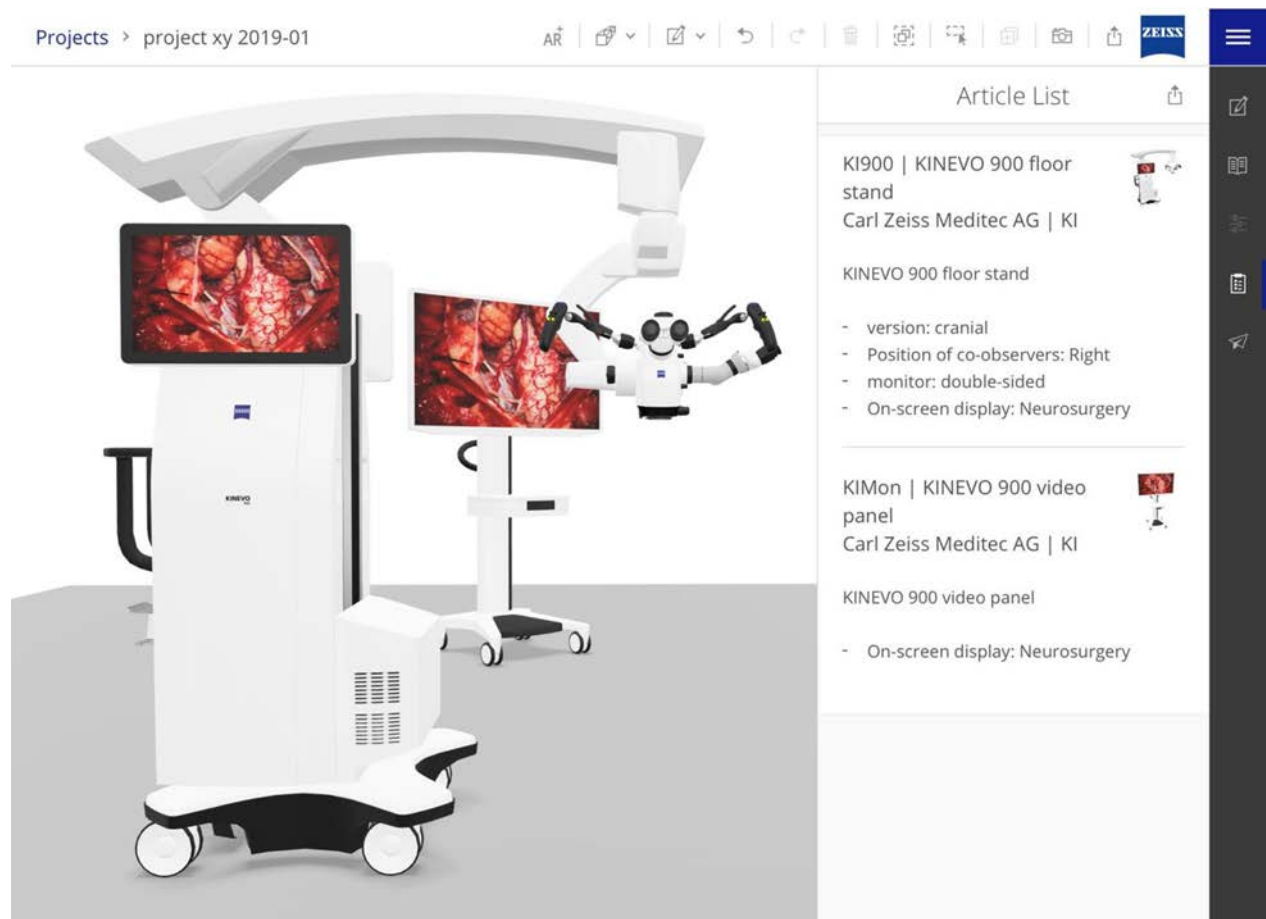 Projects > project xy 2019-01
AR
ZEISS
Article List
KI900 | KINEVO 900 floor
stand
Carl Zeiss Meditec AG | KI
KINEVO 900 floor stand
- version: cranial
- Position of co-observers: Right
- monitor: double-sided
- On-screen display: Neurosurgery
KIMon | KINEVO 900 video
panel
Carl Zeiss Meditec AG | KI
KINEVO 900 video panel
- On-screen display: Neurosurgery
ZEISS
KINEVO